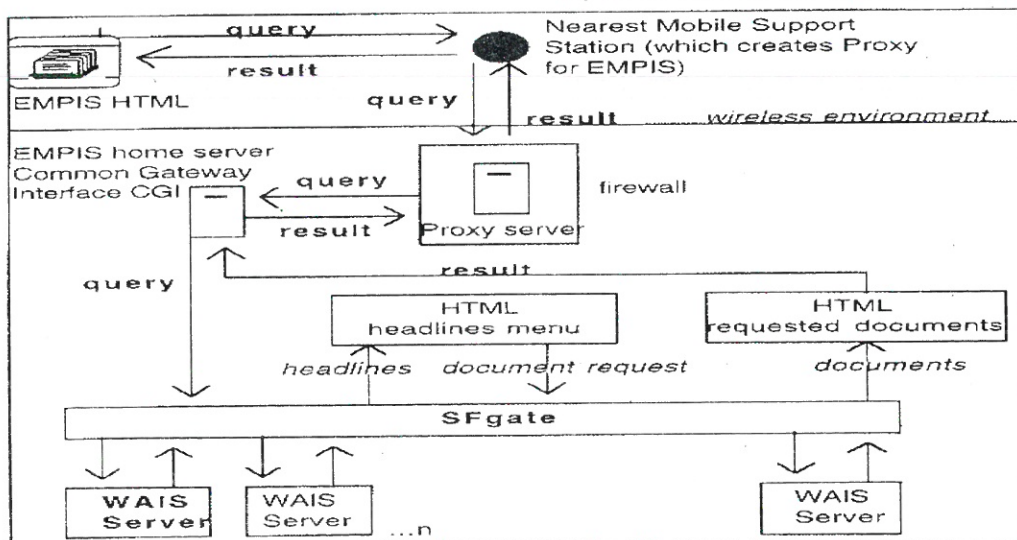 query
Nearest Mobile Support
Station (which creates Proxy
for EMPIS)
result
EMPIS HTML
query
result
wireless environment
EMPIS home server
Common Gateway
Interface CGI
query
firewall
result
Proxy server
result
query
HTML
headlines menu
HTML
requested documents
headlines
document request
documents
SFgate
WAIS
Server
WAIS
Server
...n
WAIS
Server